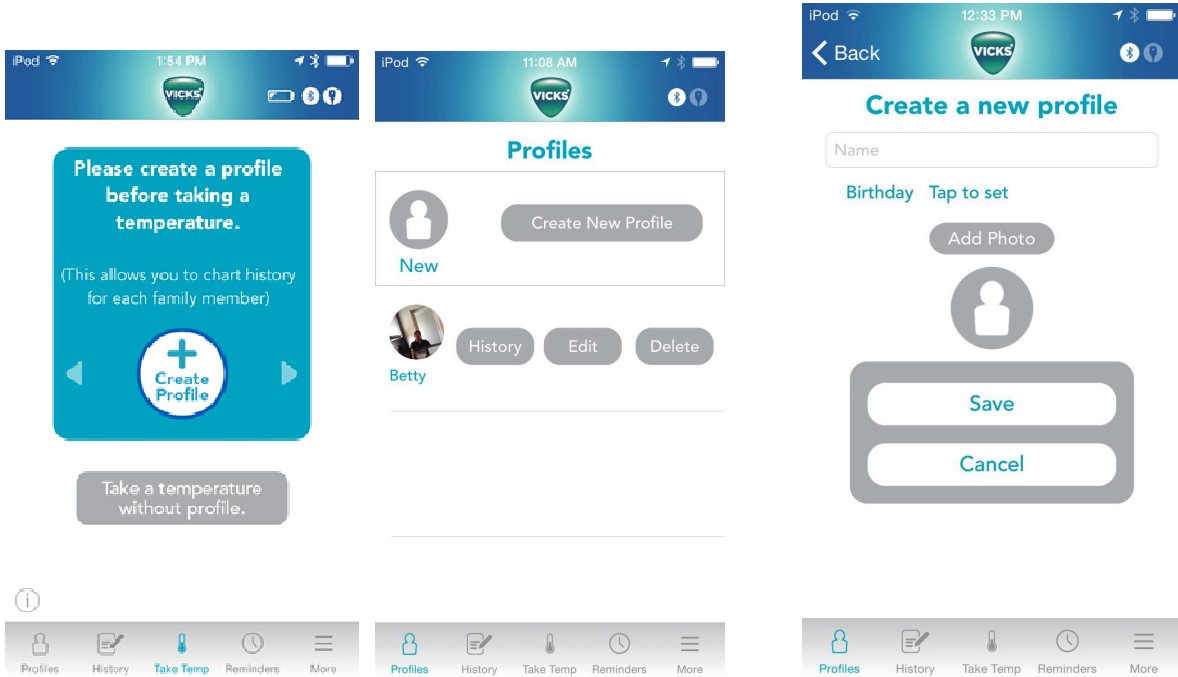 iPod
1:54 PM
VICKS
Please create a profile
before taking a
temperature.
(This allows you to chart history
for each family member)
Create
Profile
Take a temperature
without profile.
Profiles
History
Take Temp
Reminders
More
iPod
11:08 AM
VICKS
Profiles
Create New Profile
New
History
Edit
Delete
Betty
Profiles
History
Take Temp
Reminders
More
iPod
12:33 PM
Back
VICKS
Create a new profile
Name
Birthday Tap to set
Add Photo
Save
Cancel
Profiles
History
Take Temp
Reminders
More